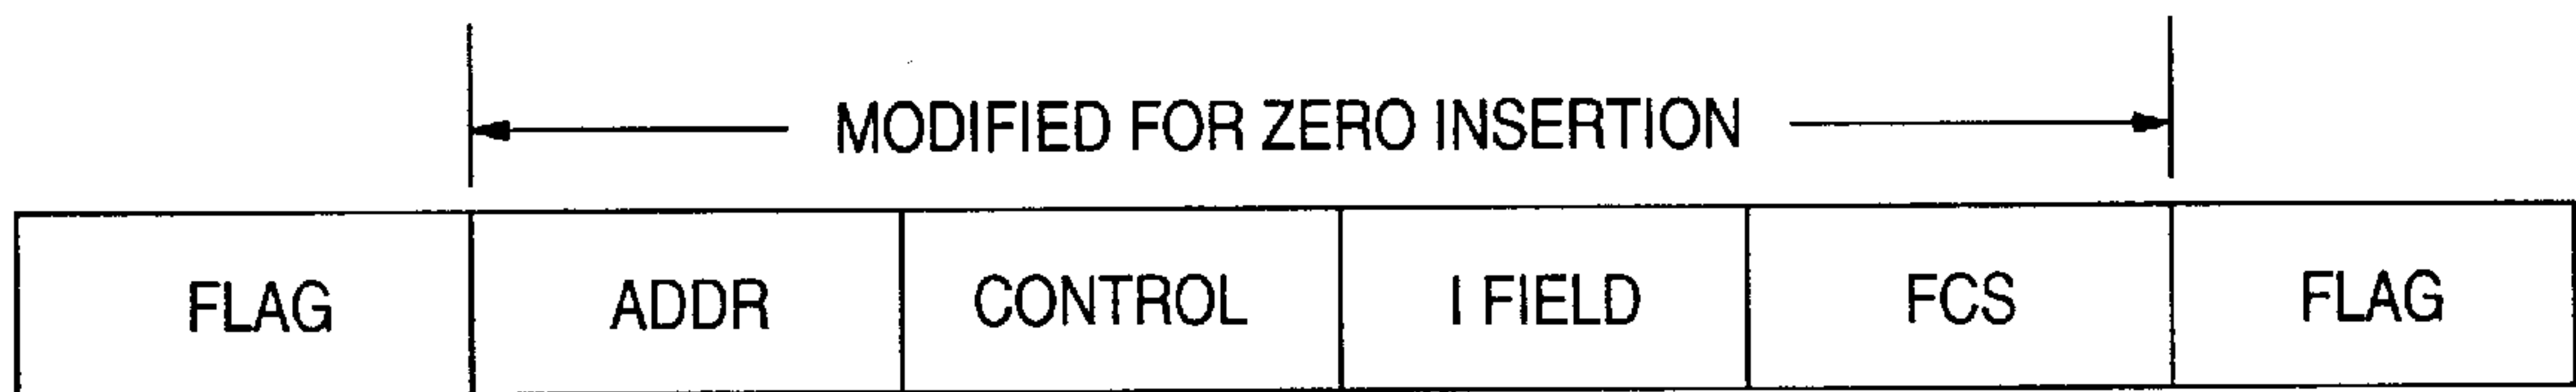 MODIFIED FOR ZERO INSERTION
FLAG ADDR CONTROL I FIELD FCS FLAG